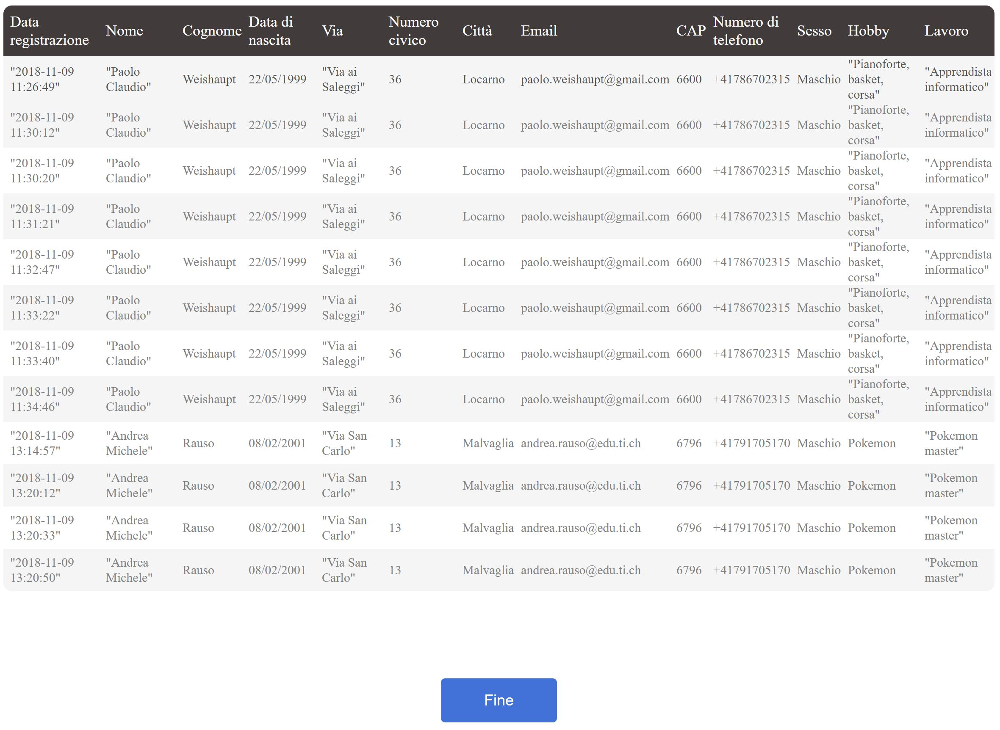 Data registrazione Nome Cognome Data di nascita Via Numero civico Città Email CAP Numero di telefono Sesso Hobby Lavoro
"2018-11-09 11:26:49" "Paolo Claudio" Weishaupt 22/05/1999 "Via ai Saleggi" 36 Locarno paolo.weishaupt@gmail.com 6600 +41786702315 Maschio "Pianoforte, basket, corsa" "Apprendista informatico"
"2018-11-09 11:30:12" "Paolo Claudio" Weishaupt 22/05/1999 "Via ai Saleggi" 36 Locarno paolo.weishaupt@gmail.com 6600 +41786702315 Maschio "Pianoforte, basket, corsa" "Apprendista informatico"
"2018-11-09 11:30:20" "Paolo Claudio" Weishaupt 22/05/1999 "Via ai Saleggi" 36 Locarno paolo.weishaupt@gmail.com 6600 +41786702315 Maschio "Pianoforte, basket, corsa" "Apprendista informatico"
"2018-11-09 11:31:21" "Paolo Claudio" Weishaupt 22/05/1999 "Via ai Saleggi" 36 Locarno paolo.weishaupt@gmail.com 6600 +41786702315 Maschio "Pianoforte, basket, corsa" "Apprendista informatico"
"2018-11-09 11:32:47" "Paolo Claudio" Weishaupt 22/05/1999 "Via ai Saleggi" 36 Locarno paolo.weishaupt@gmail.com 6600 +41786702315 Maschio "Pianoforte, basket, corsa" "Apprendista informatico"
"2018-11-09 11:33:22" "Paolo Claudio" Weishaupt 22/05/1999 "Via ai Saleggi" 36 Locarno paolo.weishaupt@gmail.com 6600 +41786702315 Maschio "Pianoforte, basket, corsa" "Apprendista informatico"
"2018-11-09 11:33:40" "Paolo Claudio" Weishaupt 22/05/1999 "Via ai Saleggi" 36 Locarno paolo.weishaupt@gmail.com 6600 +41786702315 Maschio "Pianoforte, basket, corsa" "Apprendista informatico"
"2018-11-09 11:34:46" "Paolo Claudio" Weishaupt 22/05/1999 "Via ai Saleggi" 36 Locarno paolo.weishaupt@gmail.com 6600 +41786702315 Maschio "Pianoforte, basket, corsa" "Apprendista informatico"
"2018-11-09 13:14:57" "Andrea Michele" Rauso 08/02/2001 "Via San Carlo" 13 Malvaglia andrea.rauso@edu.ti.ch 6796 +41791705170 Maschio Pokemon "Pokemon master"
"2018-11-09 13:20:12" "Andrea Michele" Rauso 08/02/2001 "Via San Carlo" 13 Malvaglia andrea.rauso@edu.ti.ch 6796 +41791705170 Maschio Pokemon "Pokemon master"
"2018-11-09 13:20:33" "Andrea Michele" Rauso 08/02/2001 "Via San Carlo" 13 Malvaglia andrea.rauso@edu.ti.ch 6796 +41791705170 Maschio Pokemon "Pokemon master"
"2018-11-09 13:20:50" "Andrea Michele" Rauso 08/02/2001 "Via San Carlo" 13 Malvaglia andrea.rauso@edu.ti.ch 6796 +41791705170 Maschio Pokemon "Pokemon master"
Fine